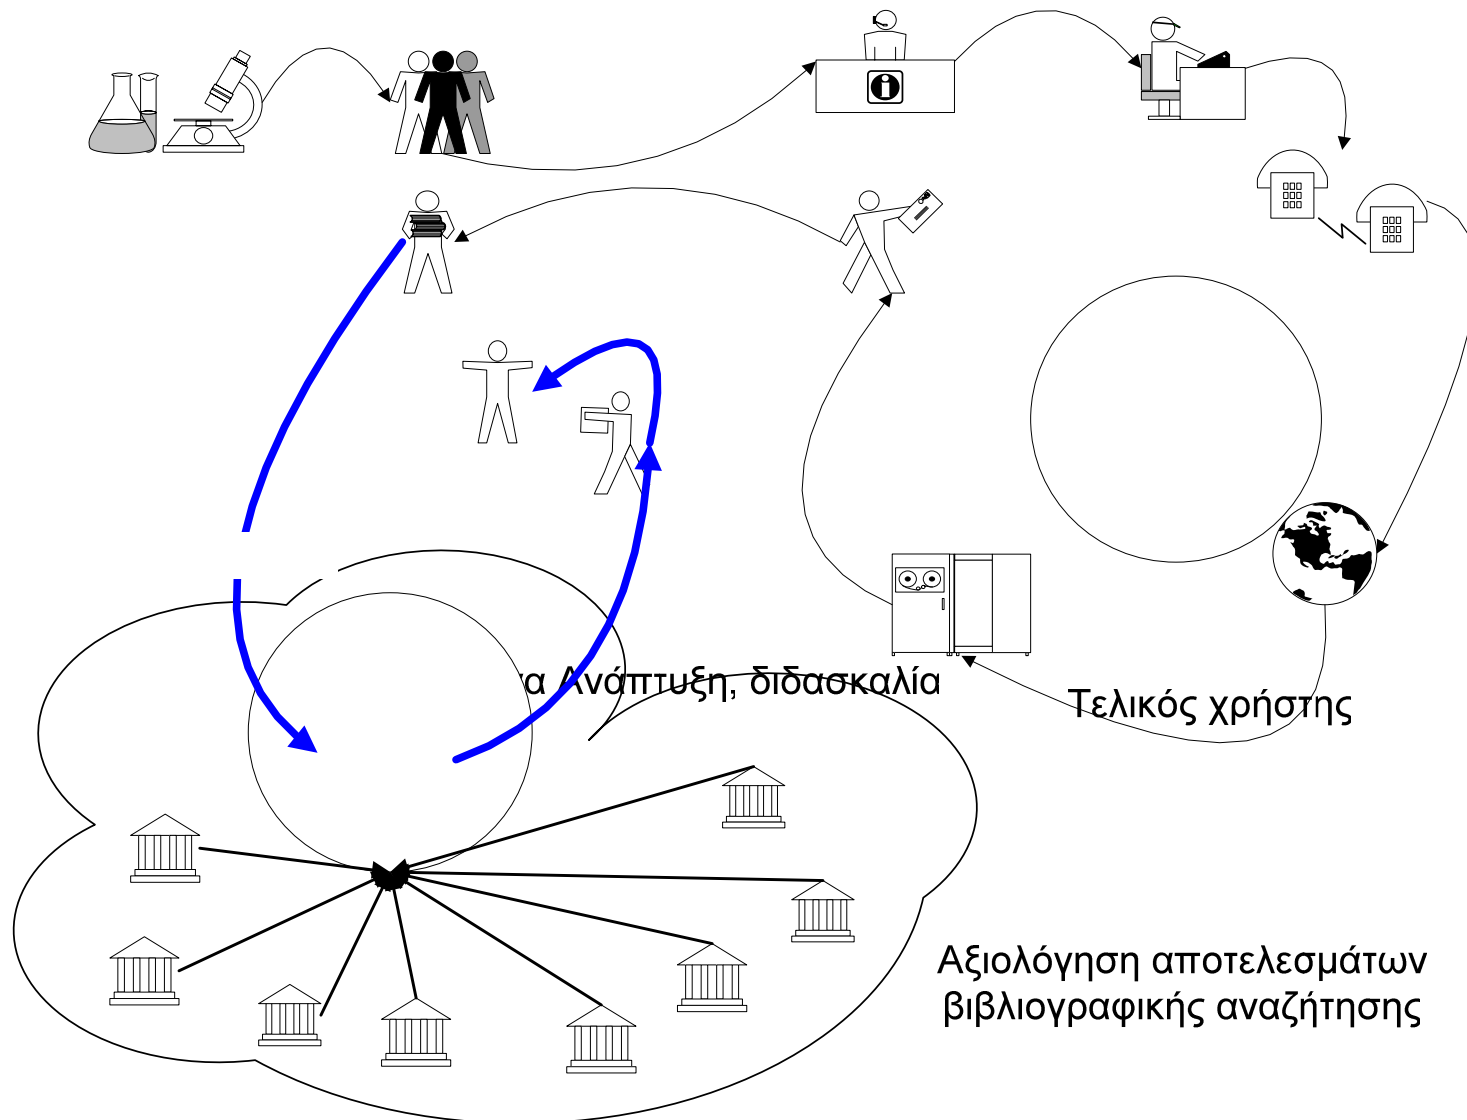 Ανάπτυξη, διδασκαλία
Τελικός χρήστης
Αξιολόγηση αποτελεσμάτων
βιβλιογραφικής αναζήτησης